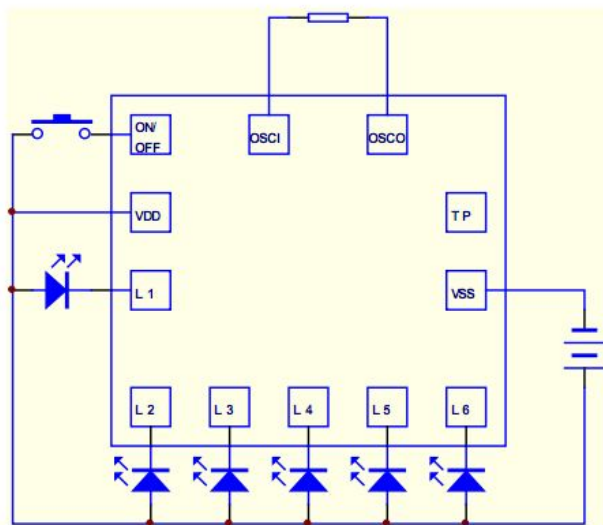 ON/
OFF
OSCI
OSCO
VDD
TP
L 1
VSS
L 2
L 3
L 4
L 5
L 6